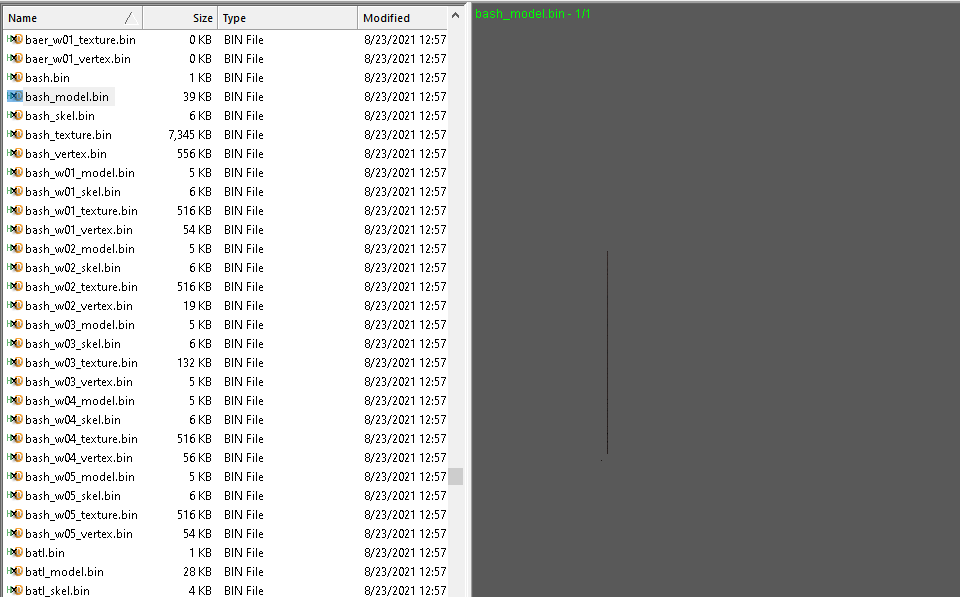 Name Size Type Modified
baer_w01_texture.bin 0 KB BIN File 8/23/2021 12:57
baer_w01_vertex.bin 0 KB BIN File 8/23/2021 12:57
bash.bin 1 KB BIN File 8/23/2021 12:57
bash_model.bin 39 KB BIN File 8/23/2021 12:57
bash_skel.bin 6 KB BIN File 8/23/2021 12:57
bash_texture.bin 7,345 KB BIN File 8/23/2021 12:57
bash_vertex.bin 556 KB BIN File 8/23/2021 12:57
bash_w01_model.bin 5 KB BIN File 8/23/2021 12:57
bash_w01_skel.bin 6 KB BIN File 8/23/2021 12:57
bash_w01_texture.bin 516 KB BIN File 8/23/2021 12:57
bash_w01_vertex.bin 54 KB BIN File 8/23/2021 12:57
bash_w02_model.bin 5 KB BIN File 8/23/2021 12:57
bash_w02_skel.bin 6 KB BIN File 8/23/2021 12:57
bash_w02_texture.bin 516 KB BIN File 8/23/2021 12:57
bash_w02_vertex.bin 19 KB BIN File 8/23/2021 12:57
bash_w03_model.bin 5 KB BIN File 8/23/2021 12:57
bash_w03_skel.bin 6 KB BIN File 8/23/2021 12:57
bash_w03_texture.bin 132 KB BIN File 8/23/2021 12:57
bash_w03_vertex.bin 5 KB BIN File 8/23/2021 12:57
bash_w04_model.bin 5 KB BIN File 8/23/2021 12:57
bash_w04_skel.bin 6 KB BIN File 8/23/2021 12:57
bash_w04_texture.bin 516 KB BIN File 8/23/2021 12:57
bash_w04_vertex.bin 56 KB BIN File 8/23/2021 12:57
bash_w05_model.bin 5 KB BIN File 8/23/2021 12:57
bash_w05_skel.bin 6 KB BIN File 8/23/2021 12:57
bash_w05_texture.bin 516 KB BIN File 8/23/2021 12:57
bash_w05_vertex.bin 54 KB BIN File 8/23/2021 12:57
batl.bin 1 KB BIN File 8/23/2021 12:57
batl_model.bin 28 KB BIN File 8/23/2021 12:57
batl_skel.bin 4 KB BIN File 8/23/2021 12:57
bash_model.bin - 1/1